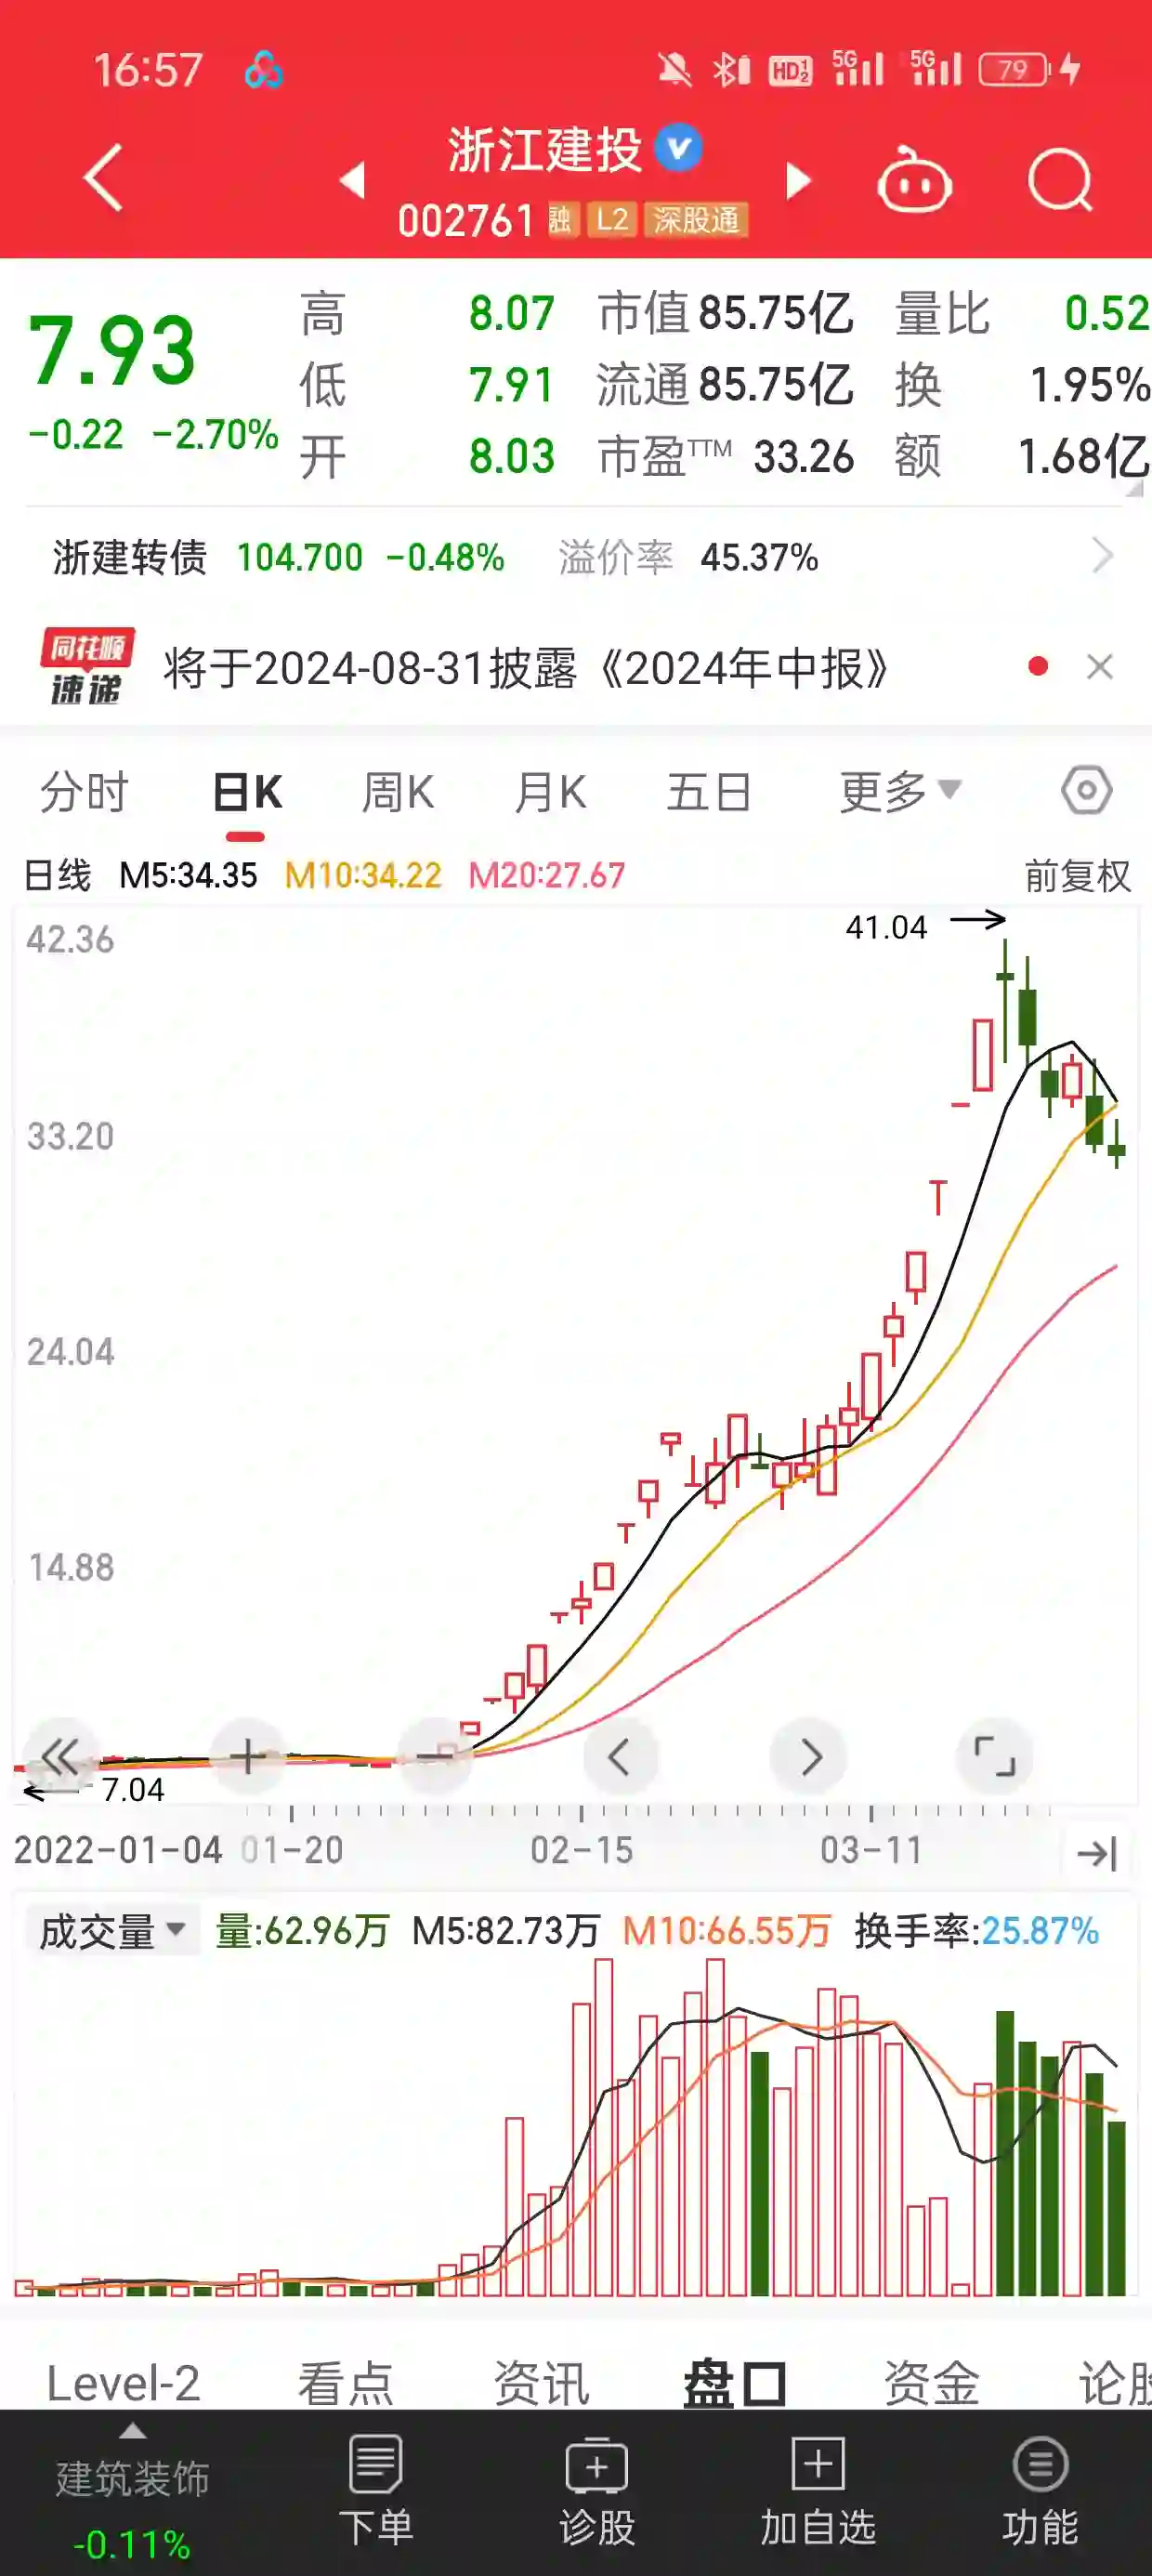 16:57 HD 1 2 5G 5G 79
浙江建投
002761 融 L2 深股通
7.93 高 8.07 市值 85.75亿 量比 0.52
低 7.91 流通 85.75亿 换 1.95%
-0.22 -2.70% 开 8.03 市盈TTM 33.26 额 1.68亿
浙建转债 104.700 -0.48% 溢价率 45.37%
同花顺 速递 将于2024-08-31披露《2024年中报》
分时 日K 周K 月K 五日 更多
日线 M5:34.35 M10:34.22 M20:27.67 前复权
42.36
41.04
33.20
24.04
14.88
7.04
2022-01-04 01-20 02-15 03-11
成交量 量:62.96万 M5:82.73万 M10:66.55万 换手率:25.87%
Level-2 看点 资讯 盘口 资金 论股
建筑装饰 下单 诊股 加自选 功能
-0.11%